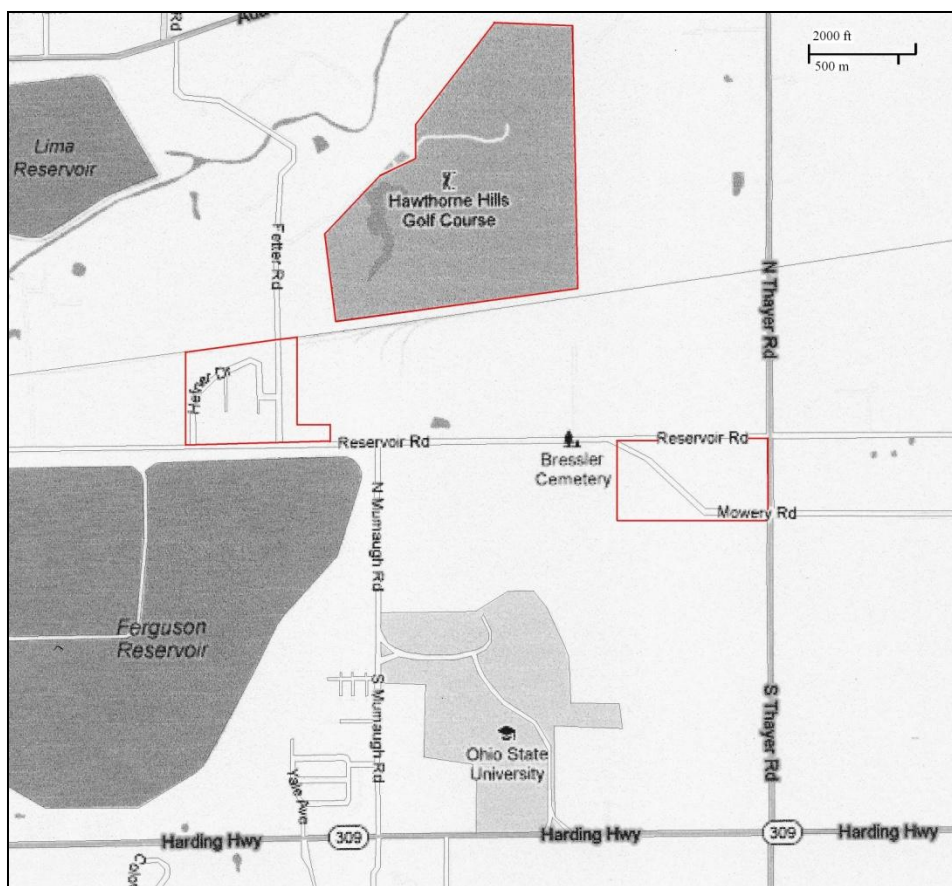 Rd
Rd
2000 ft
500 m
Lima
Reservoir
Hawthorne Hills
Golf Course
Fetter Rd
N Thayer Rd
Hefner Dr
Reservoir Rd
Reservoir Rd
Bressler
Cemetery
Mowery Rd
N Mumaugh Rd
Ferguson
Reservoir
S Mumaugh Rd
S Thayer Rd
Ohio State
University
Yale Ave
Harding Hwy
309
Harding Hwy
309
Harding Hwy